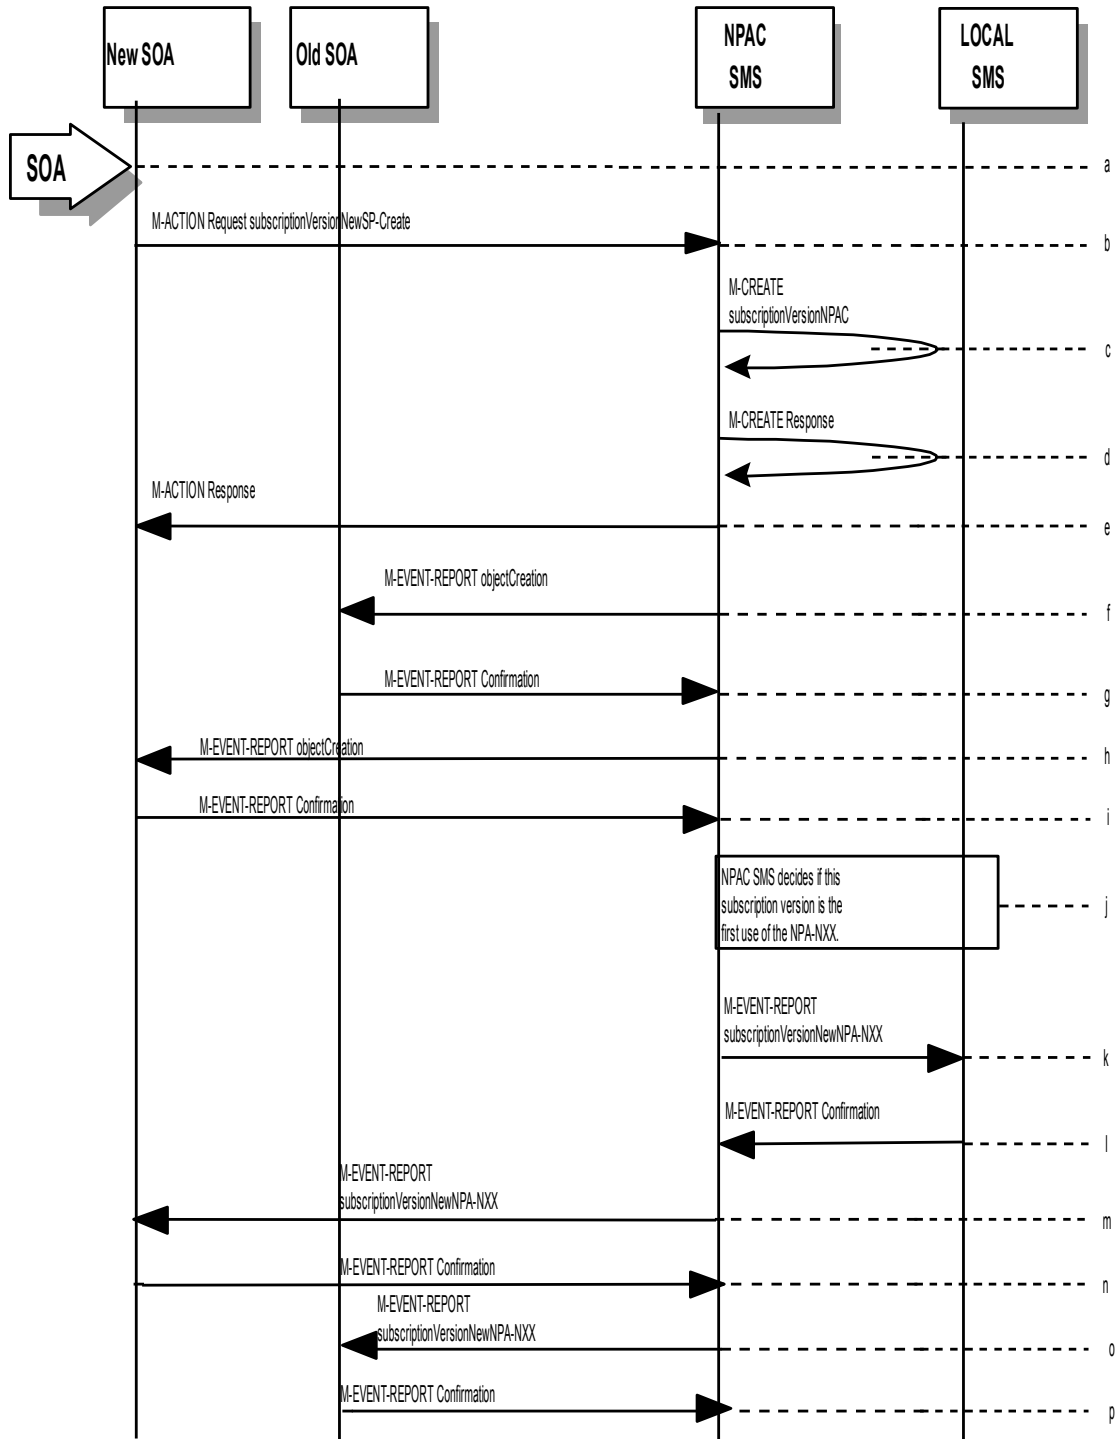 New SOA
Old SOA
NPAC
SMS
LOCAL
SMS
SOA
a
M-ACTION Request subscriptionVersionNewSP-Create
b
M-CREATE
subscriptionVersionNPAC
c
M-CREATE Response
d
M-ACTION Response
e
M-EVENT-REPORT objectCreation
f
M-EVENT-REPORT Confirmation
g
M-EVENT-REPORT objectCreation
h
M-EVENT-REPORT Confirmation
i
NPAC SMS decides if this
subscription version is the
first use of the NPA-NXX.
j
M-EVENT-REPORT
subscriptionVersionNewNPA-NXX
k
M-EVENT-REPORT Confirmation
l
M-EVENT-REPORT
subscriptionVersionNewNPA-NXX
m
M-EVENT-REPORT Confirmation
n
M-EVENT-REPORT
subscriptionVersionNewNPA-NXX
o
M-EVENT-REPORT Confirmation
p